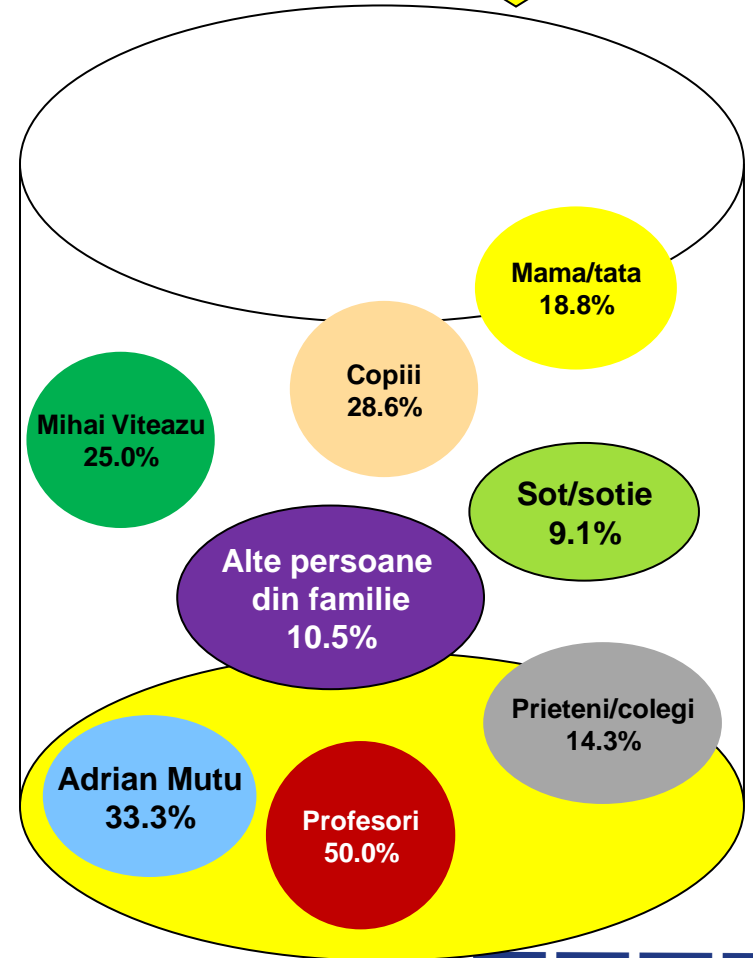 Mama/tata
18.8%
Copiii
28.6%
Mihai Viteazu
25.0%
Sot/sotie
9.1%
Alte persoane
din familie
10.5%
Prieteni/colegi
14.3%
Adrian Mutu
33.3%
Profesori
50.0%